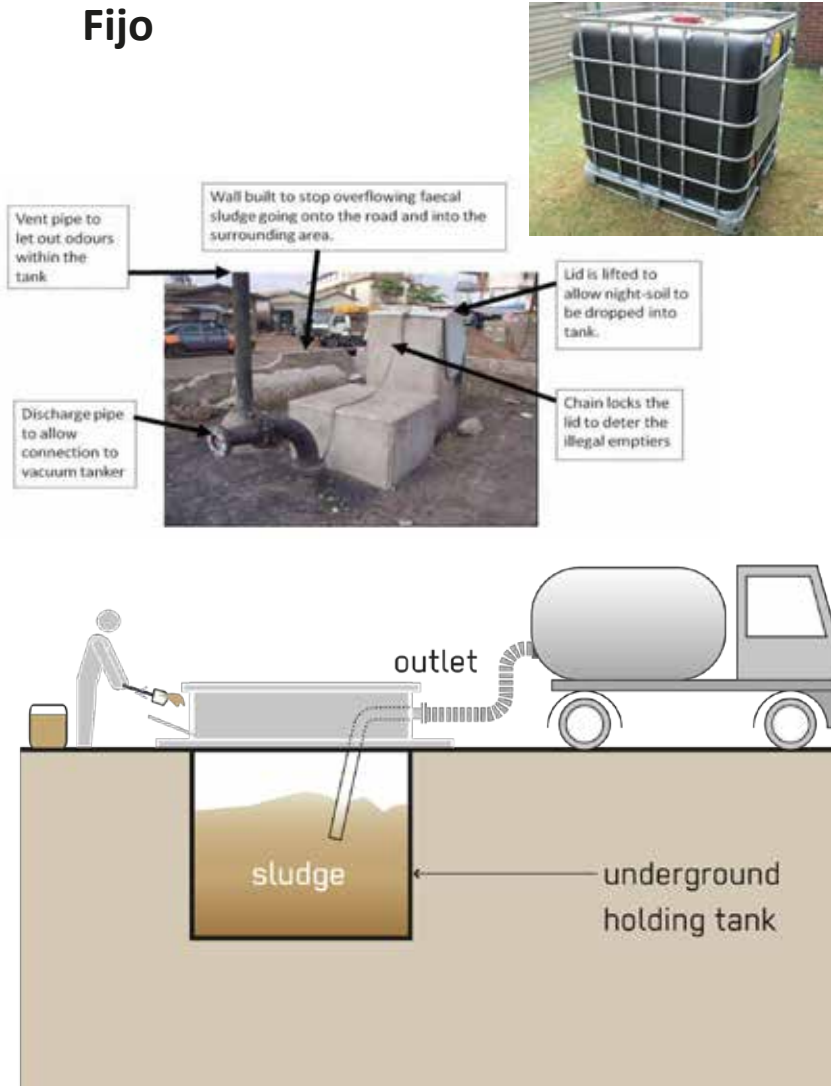 Fijo
Wall built to stop overflowing faecal
sludge going onto the road and into the
surrounding area.
Vent pipe to
let out odours
within the
tank
Lid is lifted to
allow night-soil to
be dropped into
tank.
Chain locks the
lid to deter the
illegal emptiers
Discharge pipe
to allow
connection to
vacuum tanker
outlet
sludge
underground
holding tank